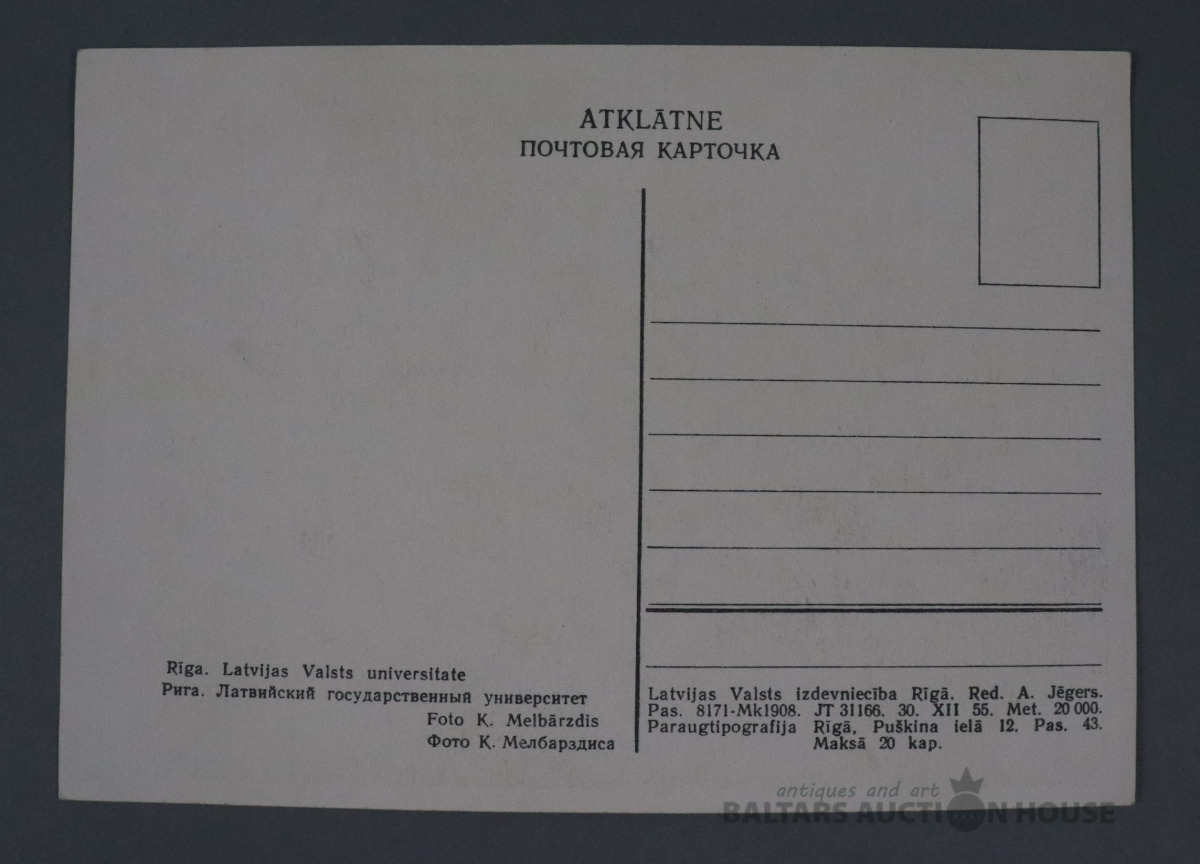 ATKLĀTNE
ПОЧТОВАЯ КАРТОЧКА
Rīga. Latvijas Valsts universitate
Рига. Латвийский государственный университет
Foto K. Melbārzdis
Фото К. Мелбарздиса
Latvijas Valsts izdevniecība Rīgā. Red. A. Jēgers.
Pas. 8171-Mk1908. JT 31166. 30. XII 55. Met. 20 000.
Paraugtipografija Rīgā, Puškina ielā 12. Pas. 43.
Maksā 20 kap.
antiques and art
BALTARS AUCTION HOUSE